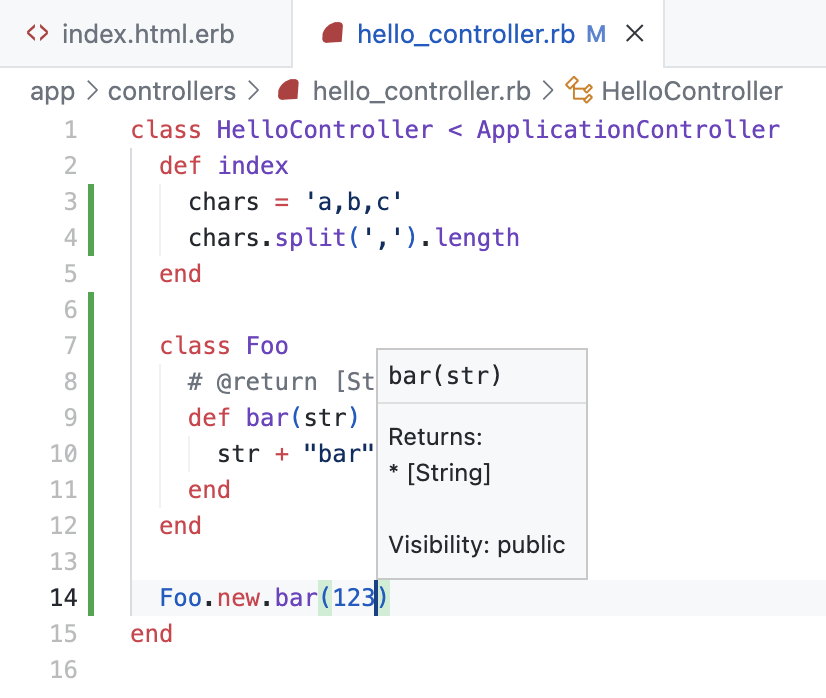 index.html.erb hello_controller.rb M
app > controllers > hello_controller.rb > HelloController
1 class HelloController < ApplicationController
2 def index
3 chars = 'a,b,c'
4 chars.split(',').length
5 end
6
7 class Foo
8 # @return [St
9 def bar(str)
10 str + "bar"
11 end
12 end
13
14 Foo.new.bar(123)
15 end
16
bar(str)
Returns:
* [String]
Visibility: public